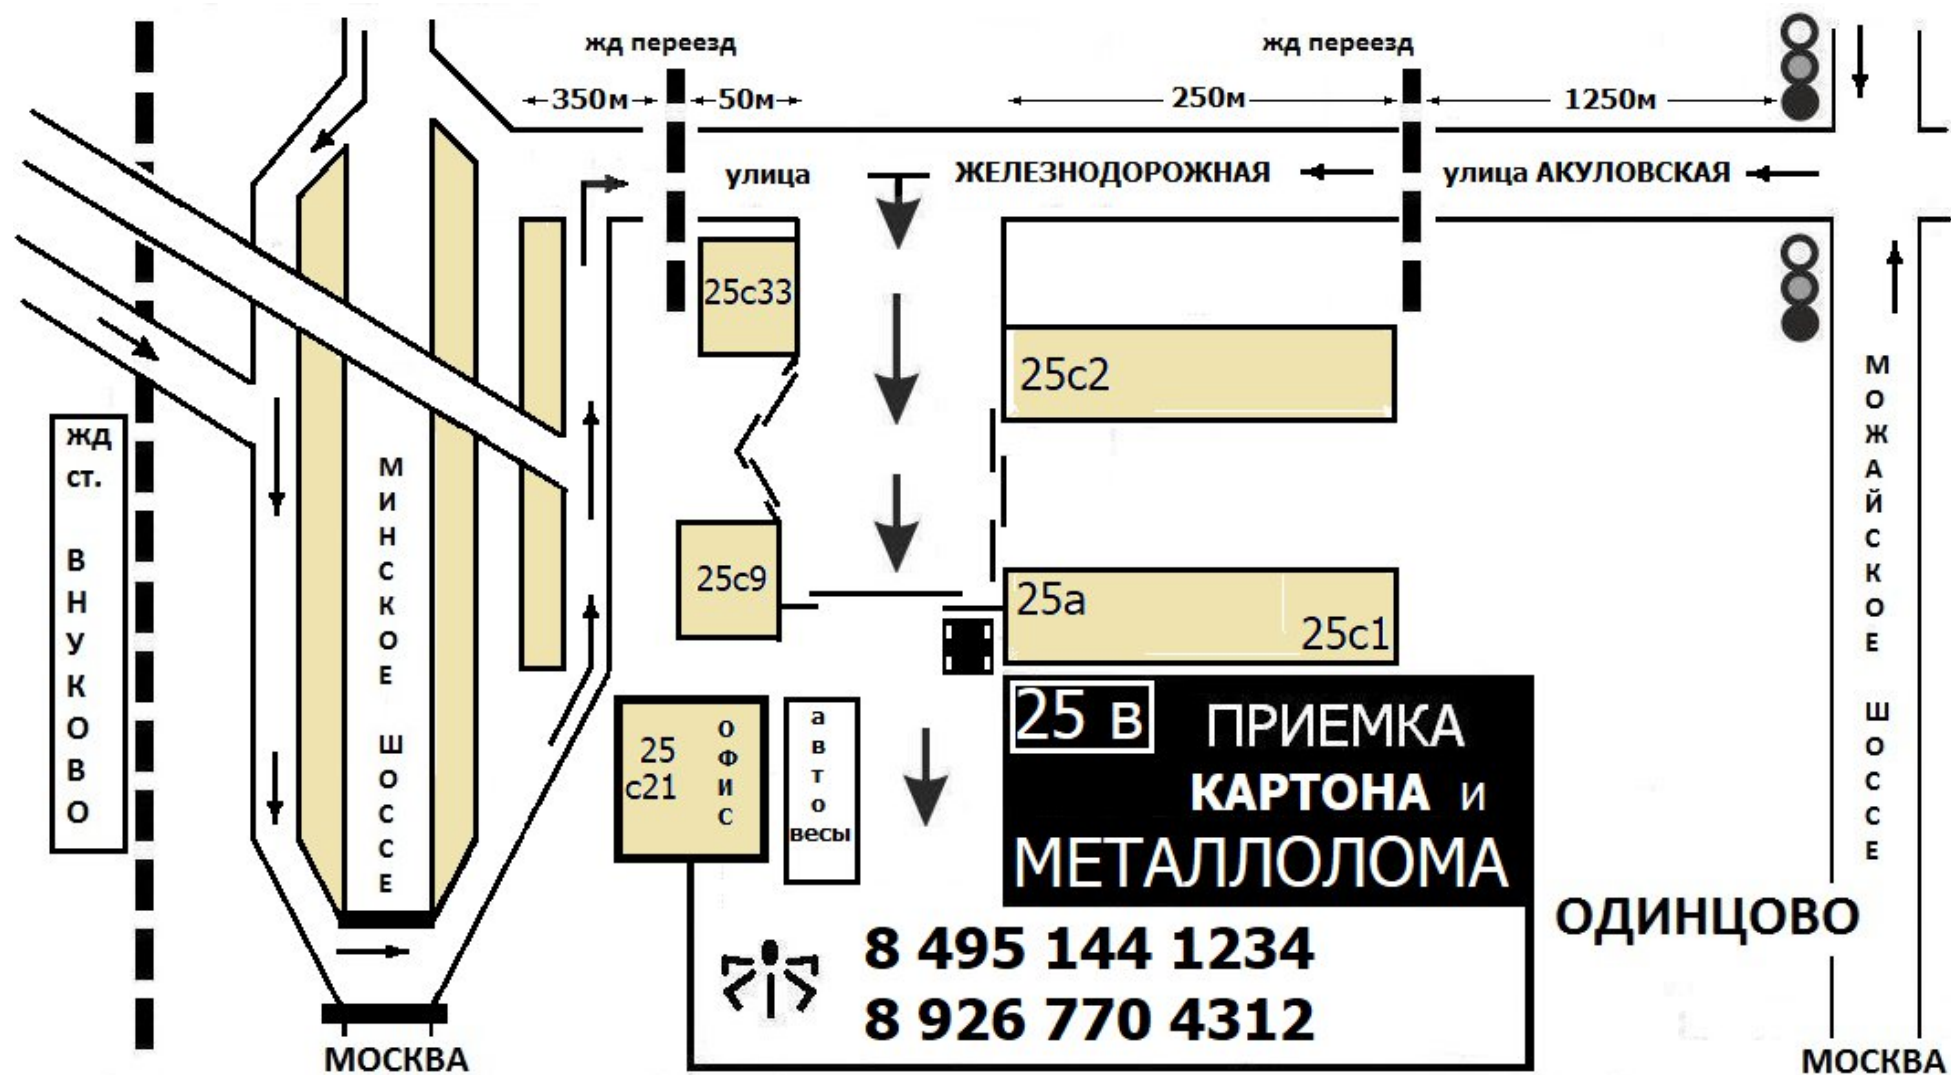 жд переезд
жд переезд
350м
50м
250м
1250м
улица
ЖЕЛЕЗНОДОРОЖНАЯ
улица АКУЛОВСКАЯ
25с33
25с2
жд
ст.
ВНУКОВО
МИНСКОЕ ШОССЕ
МОЖАЙСКОЕ ШОССЕ
25с9
25а
25с1
25
с21
ОФИС
авто
весы
25 в
ПРИЕМКА
КАРТОНА и
МЕТАЛЛОЛОМА
ОДИНЦОВО
8 495 144 1234
8 926 770 4312
МОСКВА
МОСКВА